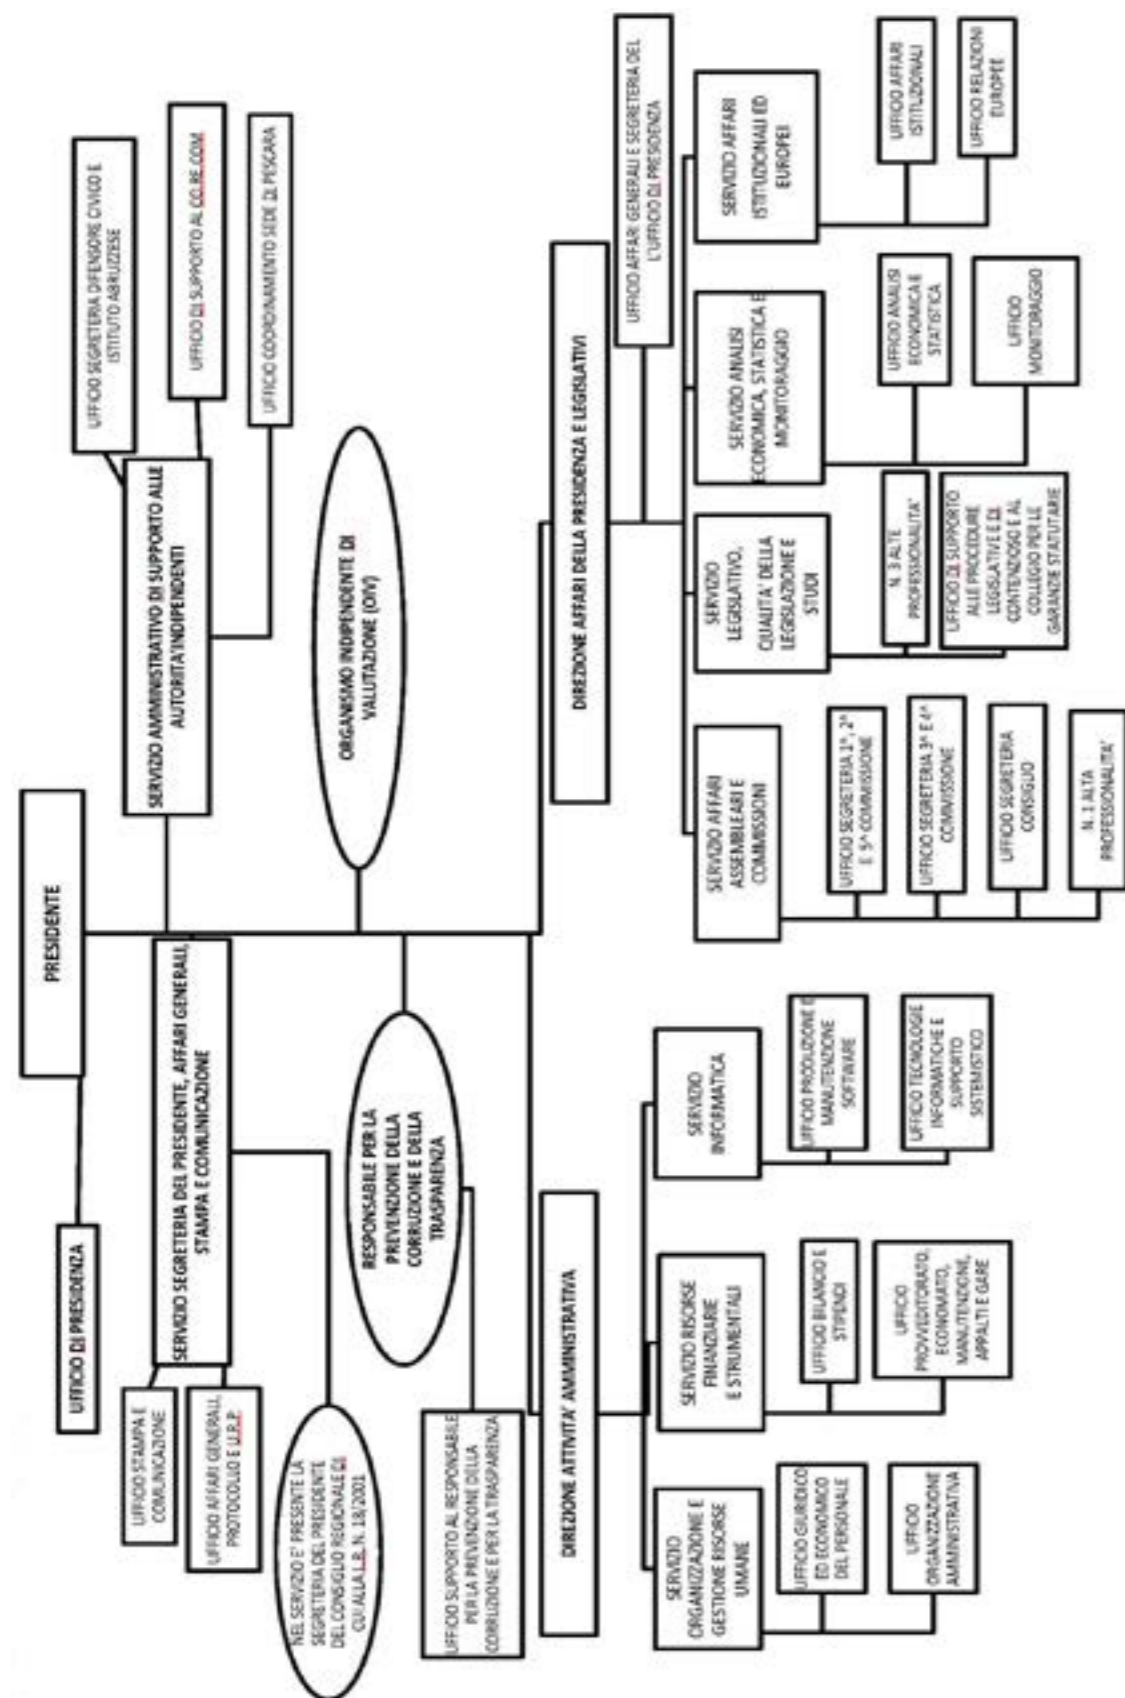 PRESIDENTE
UFFICIO DI PRESIDENZA
SERVIZIO SEGRETERIA DEL PRESIDENTE, AFFARI GENERALI,
STAMPA E COMUNICAZIONE
UFFICIO STAMPA E
COMUNICAZIONE
UFFICIO AFFARI GENERALI,
PROTOCOLLO E U.R.P.
NEL SERVIZIO E' PRESENTE LA
SEGRETERIA DEL PRESIDENTE
DEL CONSIGLIO REGIONALE DI
CUI ALLA L.R. N. 18/2001
SERVIZIO AMMINISTRATIVO DI SUPPORTO ALLE
AUTORITA'INDIPENDENTI
UFFICIO SEGRETERIA DIFENSORE CIVICO E
ISTITUTO ABRUZZESE
UFFICIO DI SUPPORTO AL CO.RE.COM
UFFICIO COORDINAMENTO SEDE DI PESCARA
ORGANISMO INDIPENDENTE DI
VALUTAZIONE (OIV)
RESPONSABILE PER LA
PREVENZIONE DELLA
CORRUZIONE E DELLA
TRASPARENZA
UFFICIO SUPPORTO AL RESPONSABILE
PER LA PREVENZIONE DELLA
CORRUZIONE E PER LA TRASPARENZA
DIREZIONE ATTIVITA' AMMINISTRATIVA
SERVIZIO
ORGANIZZAZIONE E
GESTIONE RISORSE
UMANE
UFFICIO GIURIDICO
ED ECONOMICO
DEL PERSONALE
UFFICIO
ORGANIZZAZIONE
AMMINISTRATIVA
SERVIZIO RISORSE
FINANZIARIE
E STRUMENTALI
UFFICIO BILANCIO E
STIPENDI
UFFICIO
PROVVEDITORATO,
ECONOMATO,
MANUTENZIONE,
APPALTI E GARE
SERVIZIO
INFORMATICA
UFFICIO PRODUZIONE E
MANUTENZIONE
SOFTWARE
UFFICIO TECNOLOGIE
INFORMATICHE E
SUPPORTO
SISTEMISTICO
DIREZIONE AFFARI DELLA PRESIDENZA E LEGISLATIVI
UFFICIO AFFARI GENERALI E SEGRETERIA DEL
L'UFFICIO DI PRESIDENZA
SERVIZIO AFFARI
ASSEMBLEARI E
COMMISSIONI
UFFICIO SEGRETERIA 1^, 2^
E 5^ COMMISSIONE
UFFICIO SEGRETERIA 3^ E 4^
COMMISSIONE
UFFICIO SEGRETERIA
CONSIGLIO
N. 1 ALTA
PROFESSIONALITA'
SERVIZIO
LEGISLATIVO,
QUALITA' DELLA
LEGISLAZIONE E
STUDI
N. 3 ALTE
PROFESSIONALITA'
UFFICIO DI SUPPORTO
ALLE PROCEDURE
LEGISLATIVE E DI
CONTENZIOSO E AL
COLLEGIO PER LE
GARANZIE STATUTARIE
SERVIZIO ANALISI
ECONOMICA, STATISTICA E
MONITORAGGIO
UFFICIO ANALISI
ECONOMICA E
STATISTICA
UFFICIO
MONITORAGGIO
SERVIZIO AFFARI
ISTITUZIONALI ED
EUROPEI
UFFICIO AFFARI
ISTITUZIONALI
UFFICIO RELAZIONI
EUROPEE